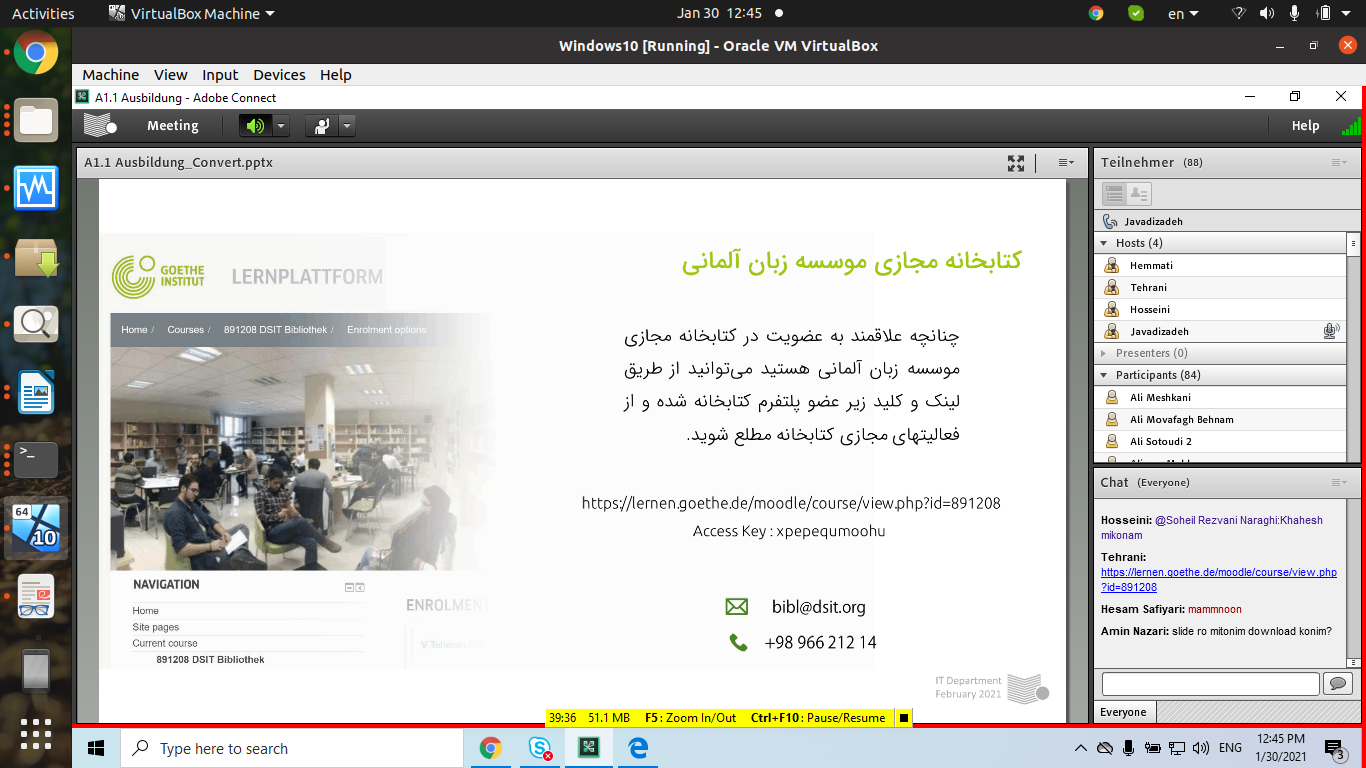 Activities
VirtualBox Machine
Jan 30 12:45
en
Windows10 [Running] - Oracle VM VirtualBox
Machine View Input Devices Help
A1.1 Ausbildung - Adobe Connect
Meeting
Help
A1.1 Ausbildung_Convert.pptx
GOETHE
INSTITUT
LERNPLATTFORM
Home / Courses / 891208 DSIT Bibliothek / Enrolment options
NAVIGATION
Home
Site pages
Current course
891208 DSIT Bibliothek
ENROLMENT
کتابخانه مجازی موسسه زبان آلمانی
چنانچه علاقمند به عضویت در کتابخانه مجازی
موسسه زبان آلمانی هستید می‌توانید از طریق
لینک و کلید زیر عضو پلتفرم کتابخانه شده و از
فعالیتهای مجازی کتابخانه مطلع شوید.
https://lernen.goethe.de/moodle/course/view.php?id=891208
Access Key : xpepequmoohu
bibl@dsit.org
+98 966 212 14
IT Department
February 2021
Teilnehmer (88)
Javadizadeh
Hosts (4)
Hemmati
Tehrani
Hosseini
Javadizadeh
Presenters (0)
Participants (84)
Ali Meshkani
Ali Movafagh Behnam
Ali Sotoudi 2
Chat (Everyone)
Hosseini: @Soheil Rezvani Naraghi:Khahesh
mikonam
Tehrani:
https://lernen.goethe.de/moodle/course/view.php
?id=891208
Hesam Safiyari: mammnoon
Amin Nazari: slide ro mitonim download konim?
Everyone
39:36 51.1 MB F5: Zoom In/Out Ctrl+F10: Pause/Resume
64
10
>_
Type here to search
ENG
12:45 PM
1/30/2021
3